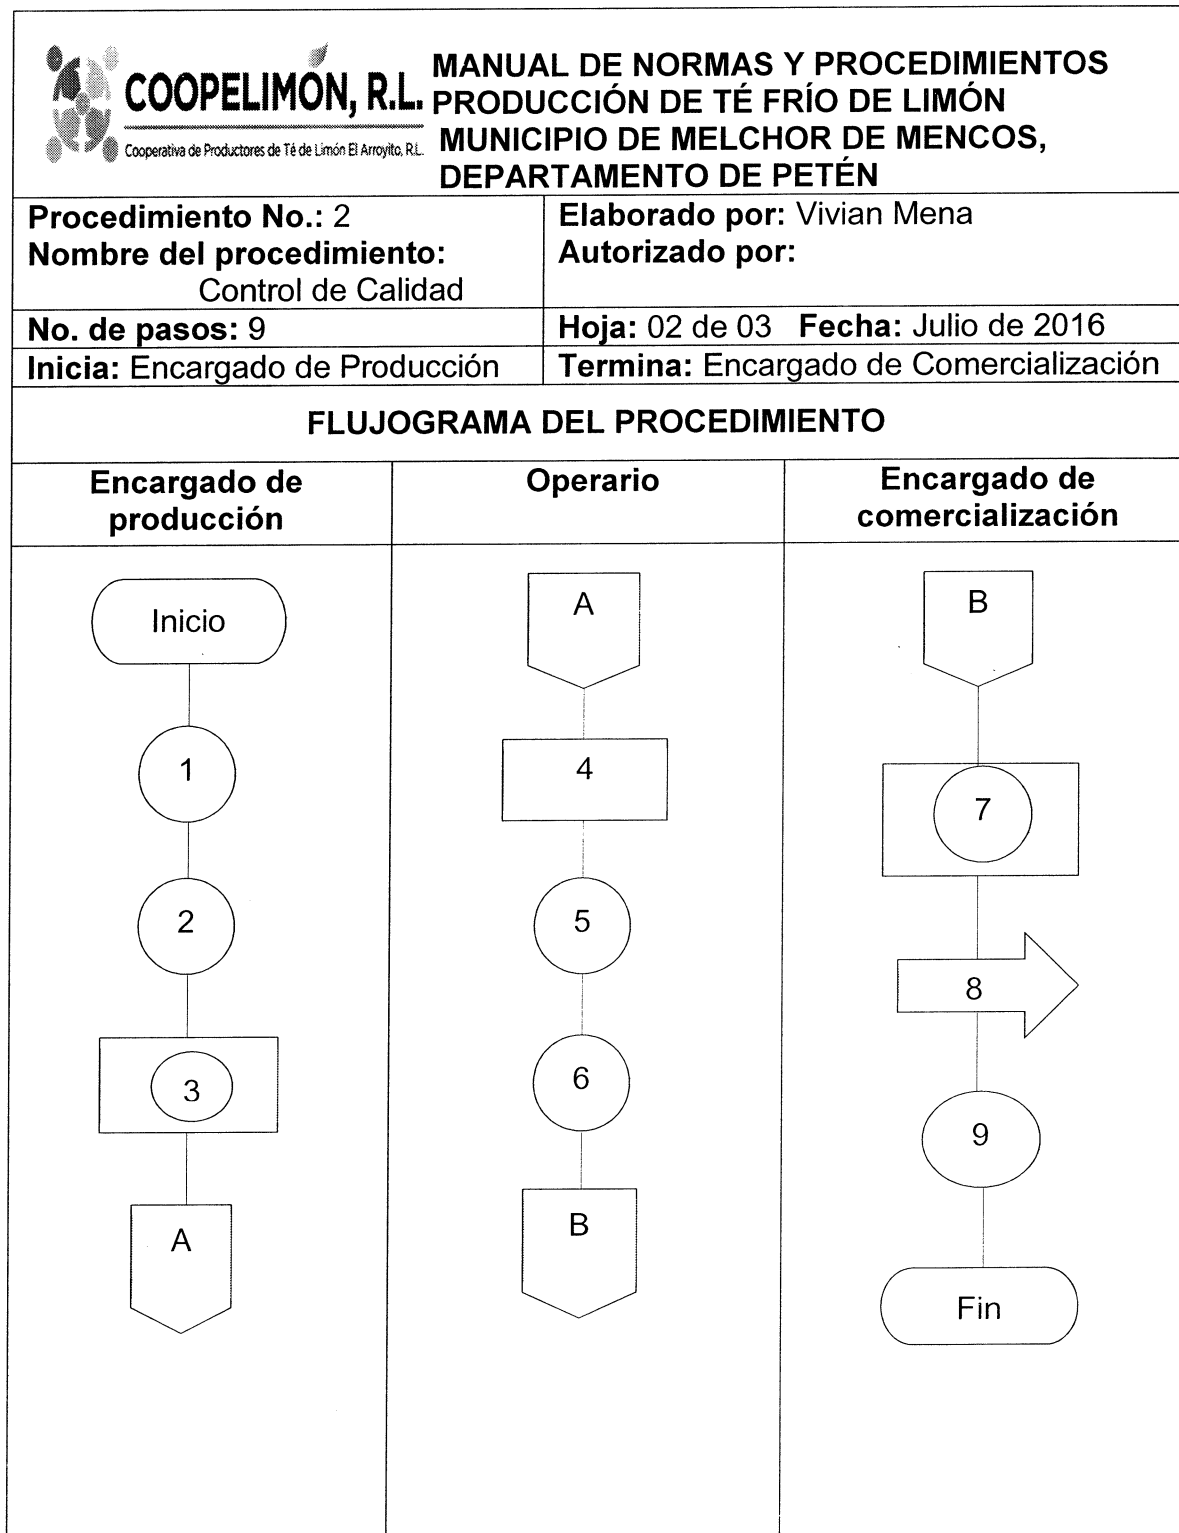 COOPELIMÓN, R.L.
Cooperativa de Productores de Té de Limón El Arroyito, R.L.
MANUAL DE NORMAS Y PROCEDIMIENTOS
PRODUCCIÓN DE TÉ FRÍO DE LIMÓN
MUNICIPIO DE MELCHOR DE MENCOS,
DEPARTAMENTO DE PETÉN
Procedimiento No.: 2
Nombre del procedimiento:
Control de Calidad
Elaborado por: Vivian Mena
Autorizado por:
No. de pasos: 9
Hoja: 02 de 03 Fecha: Julio de 2016
Inicia: Encargado de Producción
Termina: Encargado de Comercialización
FLUJOGRAMA DEL PROCEDIMIENTO
Encargado de
producción
Operario
Encargado de
comercialización
Inicio
1
2
3
A
A
4
5
6
B
B
7
8
9
Fin